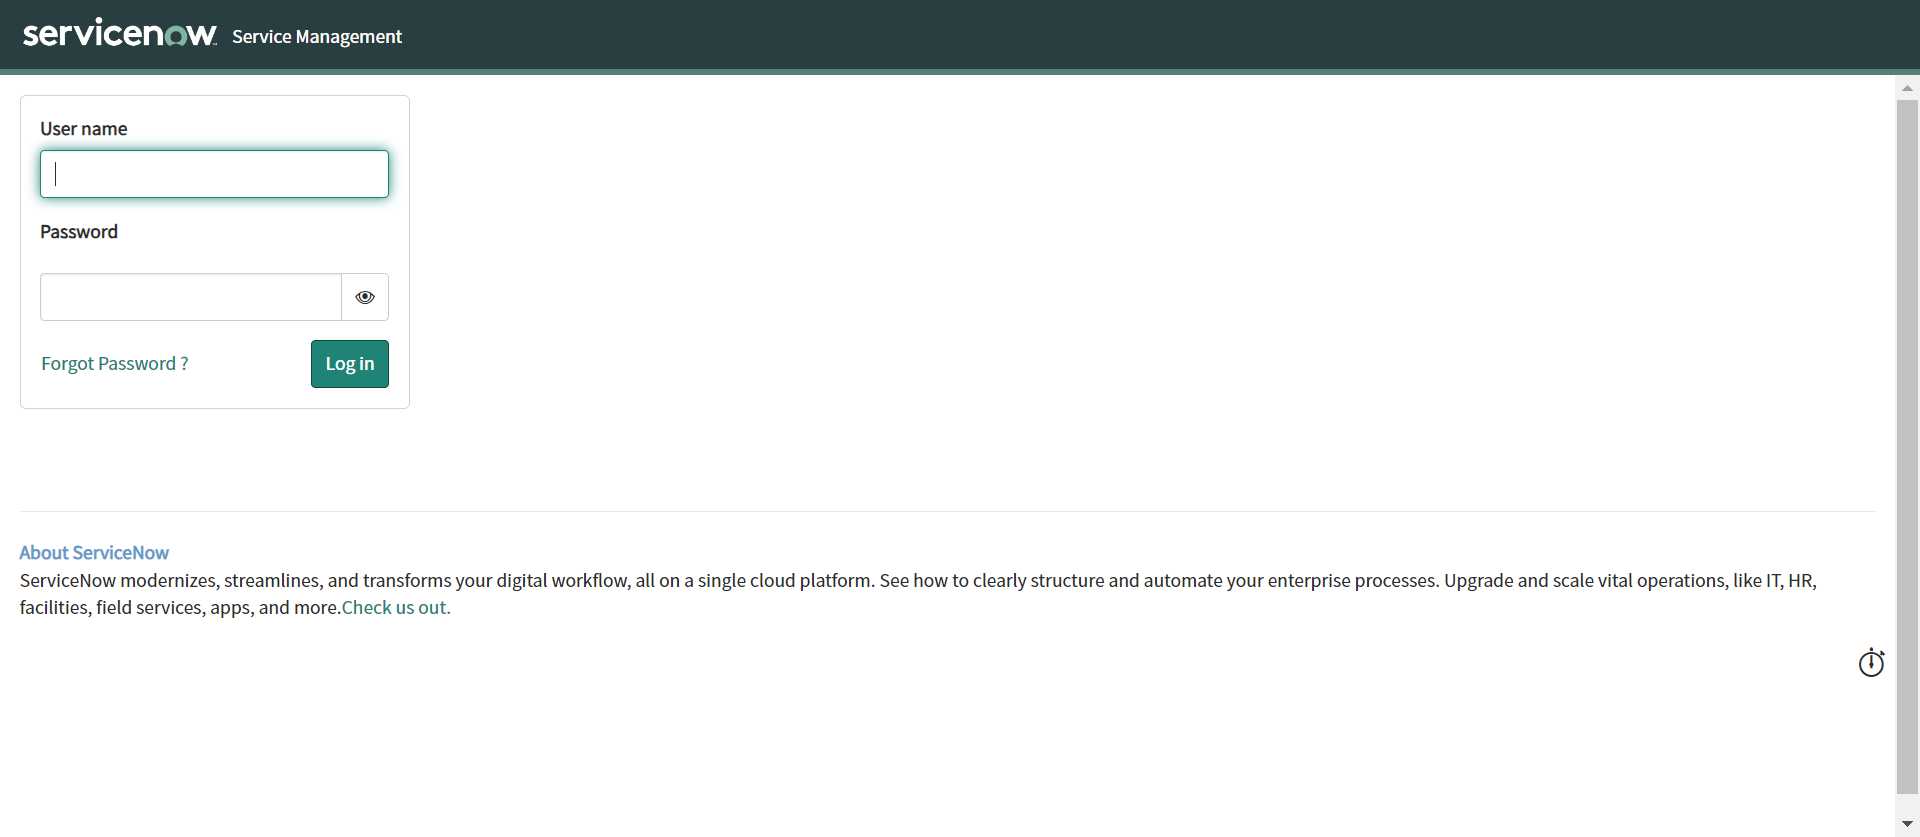 servicenow Service Management
User name
Password
Forgot Password ?
Log in
About ServiceNow
ServiceNow modernizes, streamlines, and transforms your digital workflow, all on a single cloud platform. See how to clearly structure and automate your enterprise processes. Upgrade and scale vital operations, like IT, HR,
facilities, field services, apps, and more.Check us out.